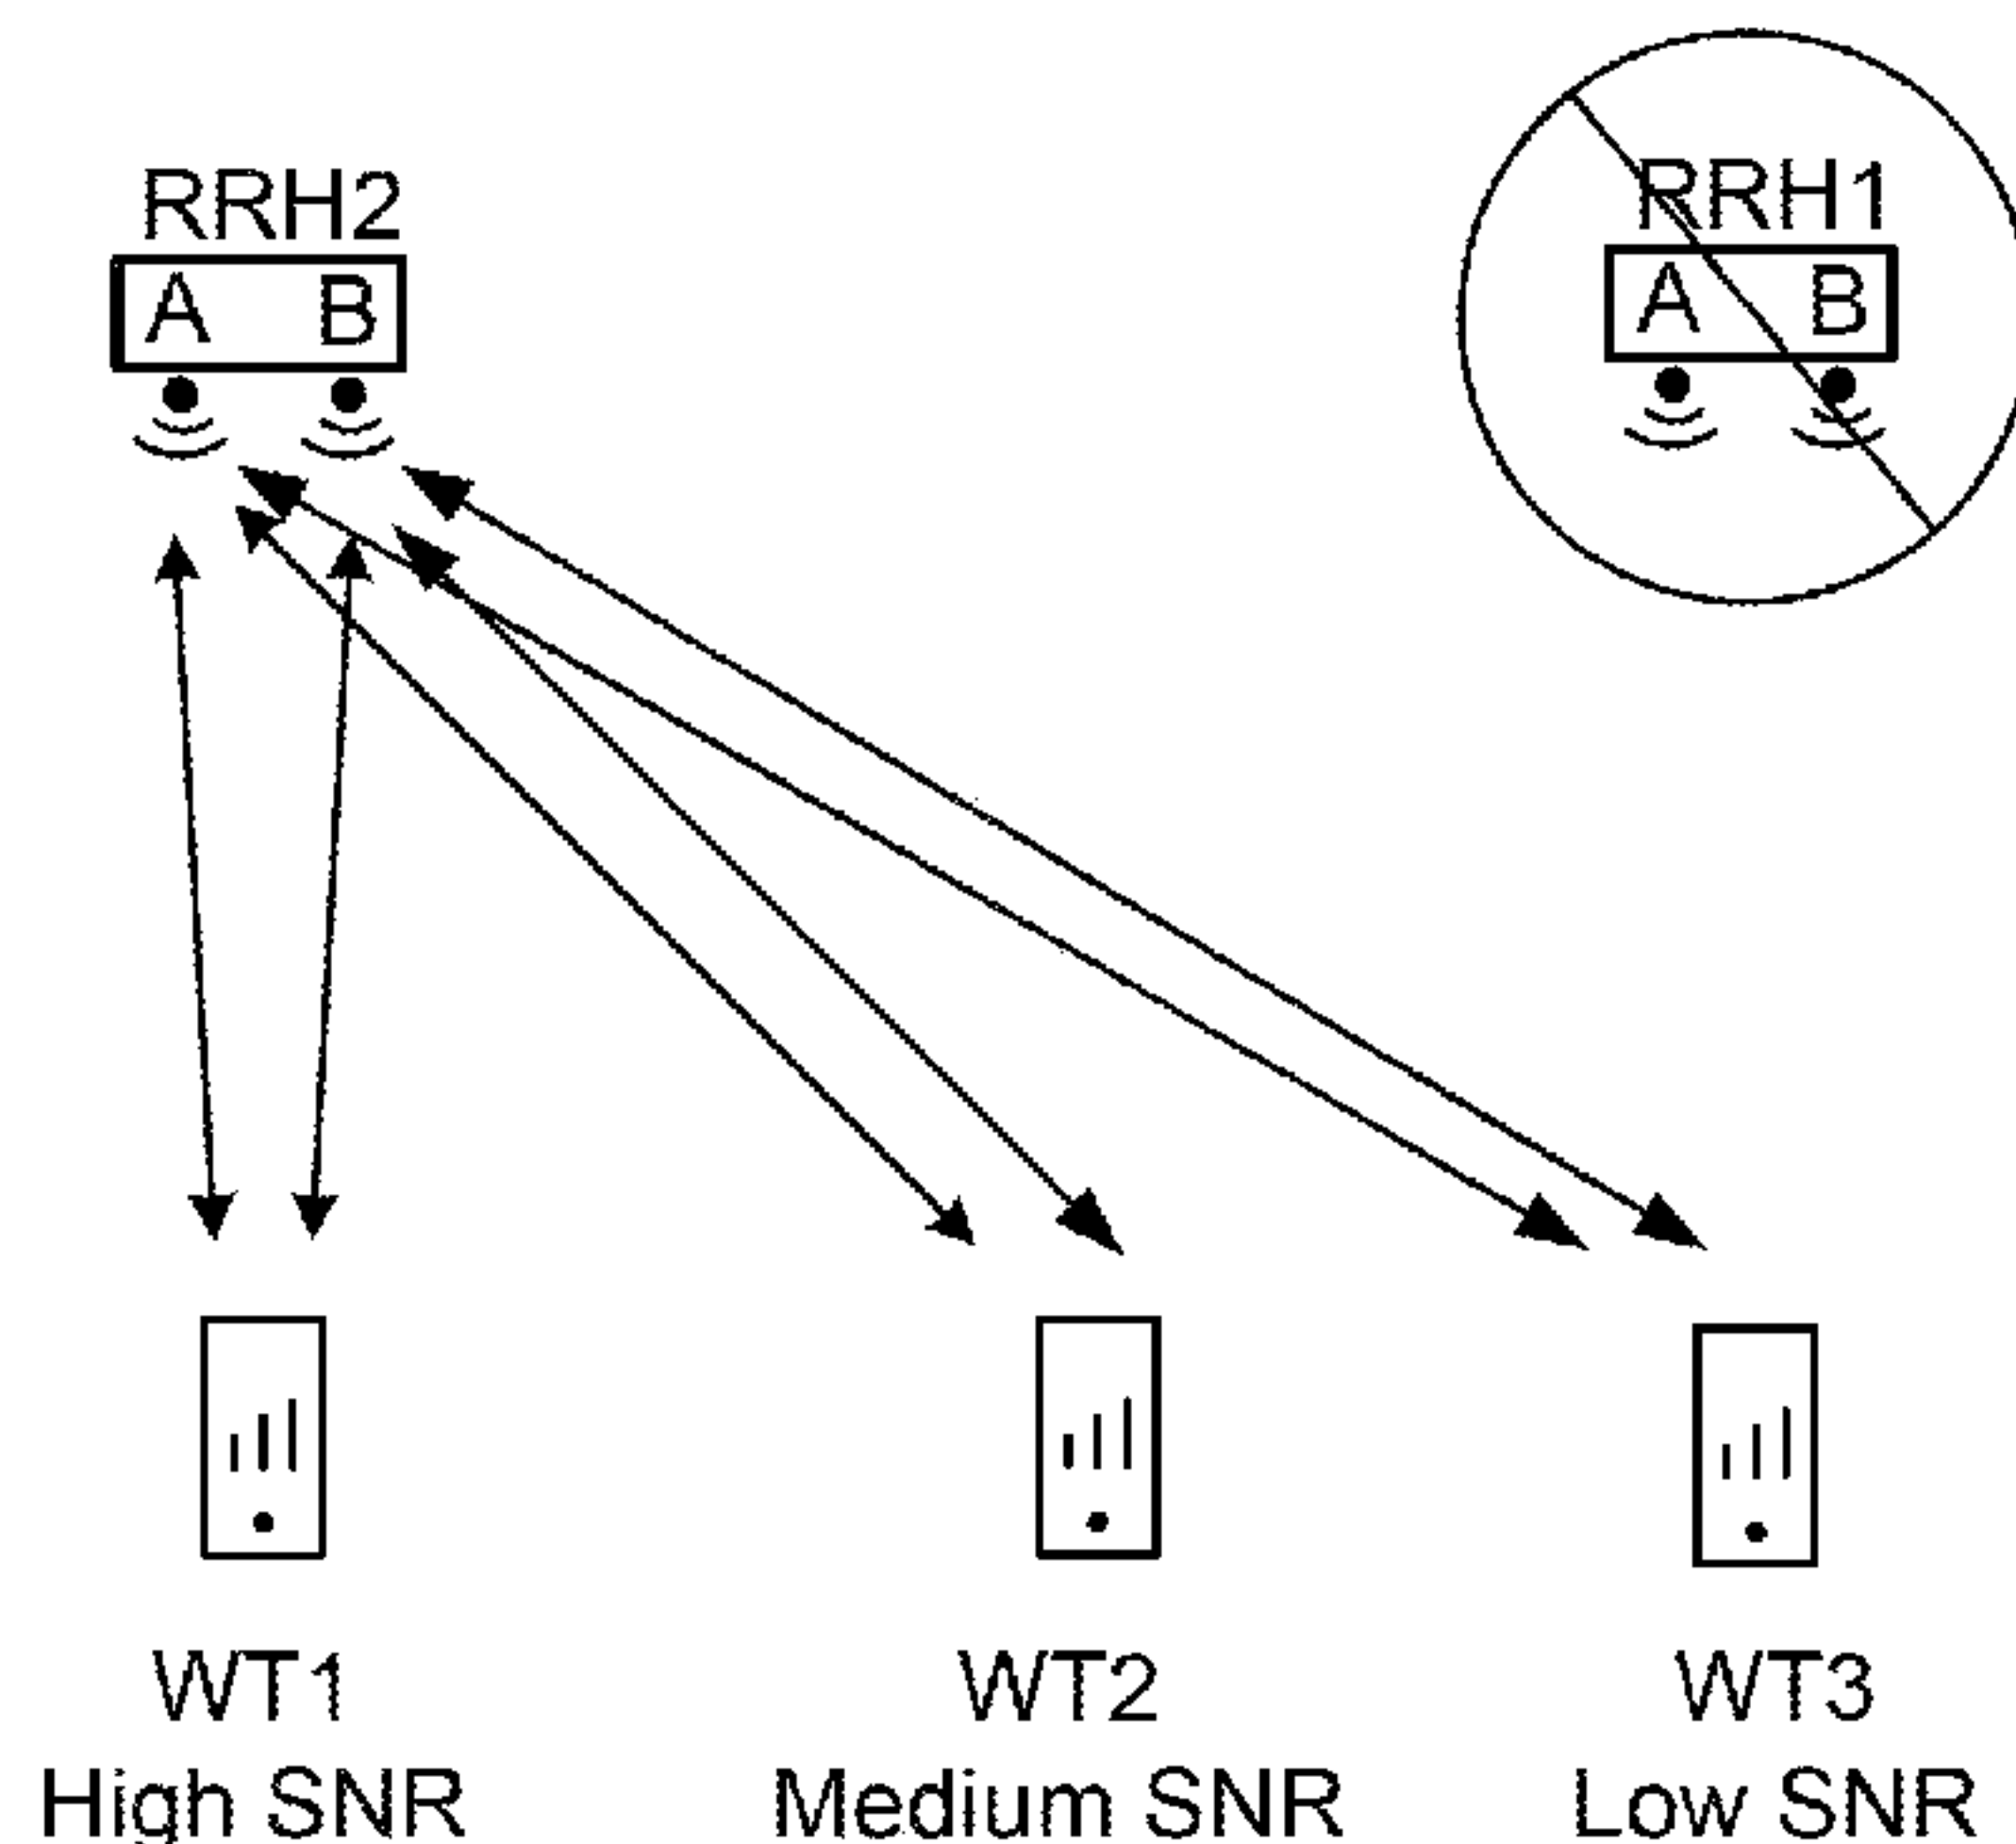 RRH2
RRH1
A B
A B
WT1
WT2
WT3
High SNR
Medium SNR
Low SNR